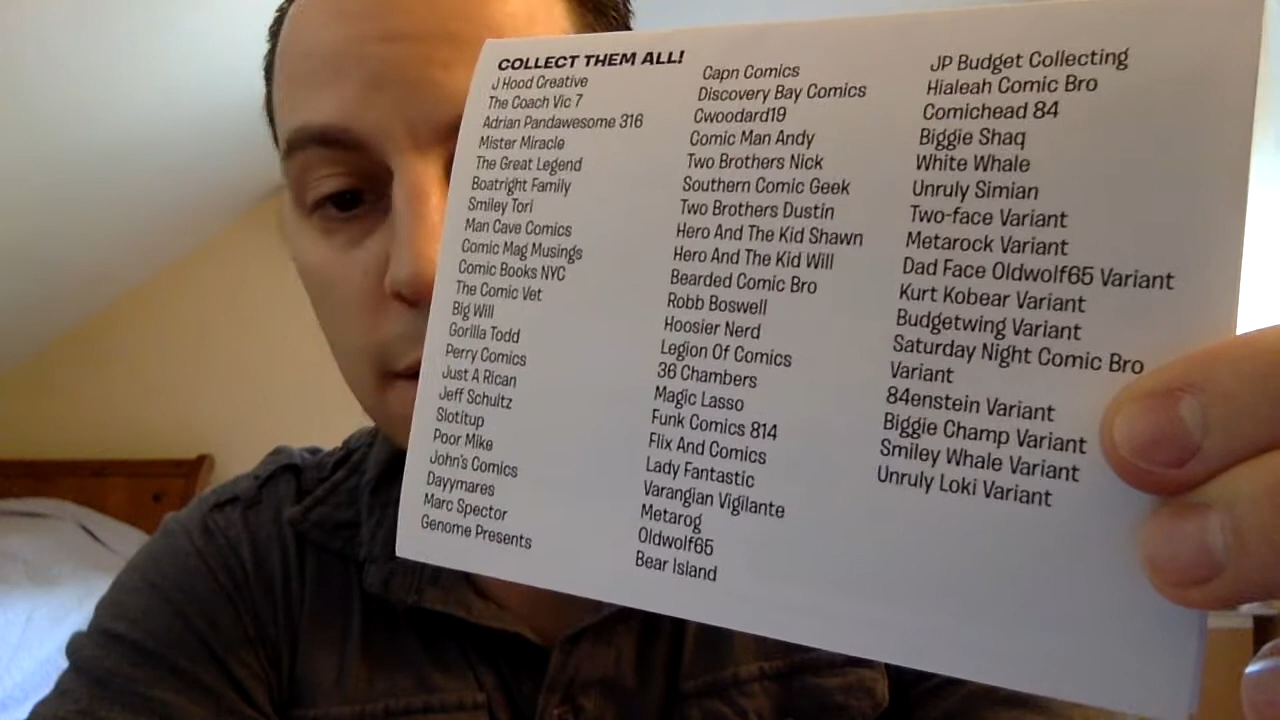 COLLECT THEM ALL!
J Hood Creative
The Coach Vic 7
Adrian Pandawesome 316
Mister Miracle
The Great Legend
Boatright Family
Smiley Tori
Man Cave Comics
Comic Mag Musings
Comic Books NYC
The Comic Vet
Big Will
Gorilla Todd
Perry Comics
Just A Rican
Jeff Schultz
Slotitup
Poor Mike
John's Comics
Dayymares
Marc Spector
Genome Presents
Capn Comics
Discovery Bay Comics
Cwoodard19
Comic Man Andy
Two Brothers Nick
Southern Comic Geek
Two Brothers Dustin
Hero And The Kid Shawn
Hero And The Kid Will
Bearded Comic Bro
Robb Boswell
Hoosier Nerd
Legion Of Comics
36 Chambers
Magic Lasso
Funk Comics 814
Flix And Comics
Lady Fantastic
Varangian Vigilante
Metarog
Oldwolf65
Bear Island
JP Budget Collecting
Hialeah Comic Bro
Comichead 84
Biggie Shaq
White Whale
Unruly Simian
Two-face Variant
Metarock Variant
Dad Face Oldwolf65 Variant
Kurt Kobear Variant
Budgetwing Variant
Saturday Night Comic Bro
Variant
84enstein Variant
Biggie Champ Variant
Smiley Whale Variant
Unruly Loki Variant